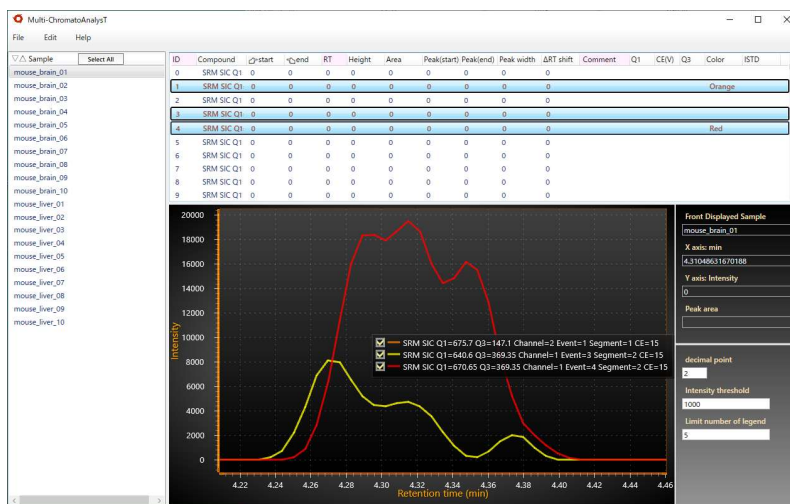 Multi-ChromatoAnalysT
File Edit Help
▽△ Sample Select All
mouse_brain_01
mouse_brain_02
mouse_brain_03
mouse_brain_04
mouse_brain_05
mouse_brain_06
mouse_brain_07
mouse_brain_08
mouse_brain_09
mouse_brain_10
mouse_liver_01
mouse_liver_02
mouse_liver_03
mouse_liver_04
mouse_liver_05
mouse_liver_06
mouse_liver_07
mouse_liver_08
mouse_liver_09
mouse_liver_10
ID Compound start end RT Height Area Peak(start) Peak(end) Peak width ΔRT shift Comment Q1 CE(V) Q3 Color ISTD
0 SRM SIC Q1 0 0 0 0 0 0 0 0 0
1 SRM SIC Q1 0 0 0 0 0 0 0 0 0 Orange
2 SRM SIC Q1 0 0 0 0 0 0 0 0 0
3 SRM SIC Q1 0 0 0 0 0 0 0 0 0
4 SRM SIC Q1 0 0 0 0 0 0 0 0 0 Red
5 SRM SIC Q1 0 0 0 0 0 0 0 0 0
6 SRM SIC Q1 0 0 0 0 0 0 0 0 0
7 SRM SIC Q1 0 0 0 0 0 0 0 0 0
8 SRM SIC Q1 0 0 0 0 0 0 0 0 0
9 SRM SIC Q1 0 0 0 0 0 0 0 0 0
20000
18000
16000
14000
12000
10000
8000
6000
4000
2000
0
Intensity
SRM SIC Q1=675.7 Q3=147.1 Channel=2 Event=1 Segment=1 CE=15
SRM SIC Q1=640.6 Q3=369.35 Channel=1 Event=3 Segment=2 CE=15
SRM SIC Q1=670.65 Q3=369.35 Channel=1 Event=4 Segment=2 CE=15
4.22 4.24 4.26 4.28 4.30 4.32 4.34 4.36 4.38 4.40 4.42 4.44 4.46
Retention time (min)
Front Displayed Sample
mouse_brain_01
X axis: min
4.31048631670188
Y axis: Intensity
0
Peak area
decimal point
2
Intensity threshold
1000
Limit number of legend
5